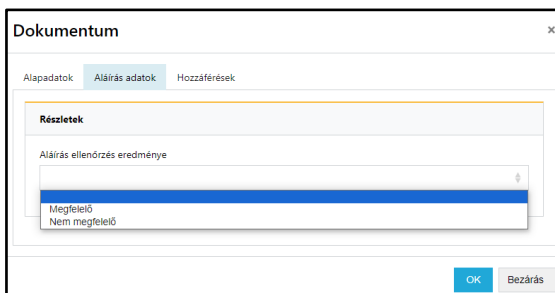 Dokumentum ×
Alapadatok Aláírás adatok Hozzáférések
Részletek
Aláírás ellenőrzés eredménye
Megfelelő
Nem megfelelő
OK Bezárás